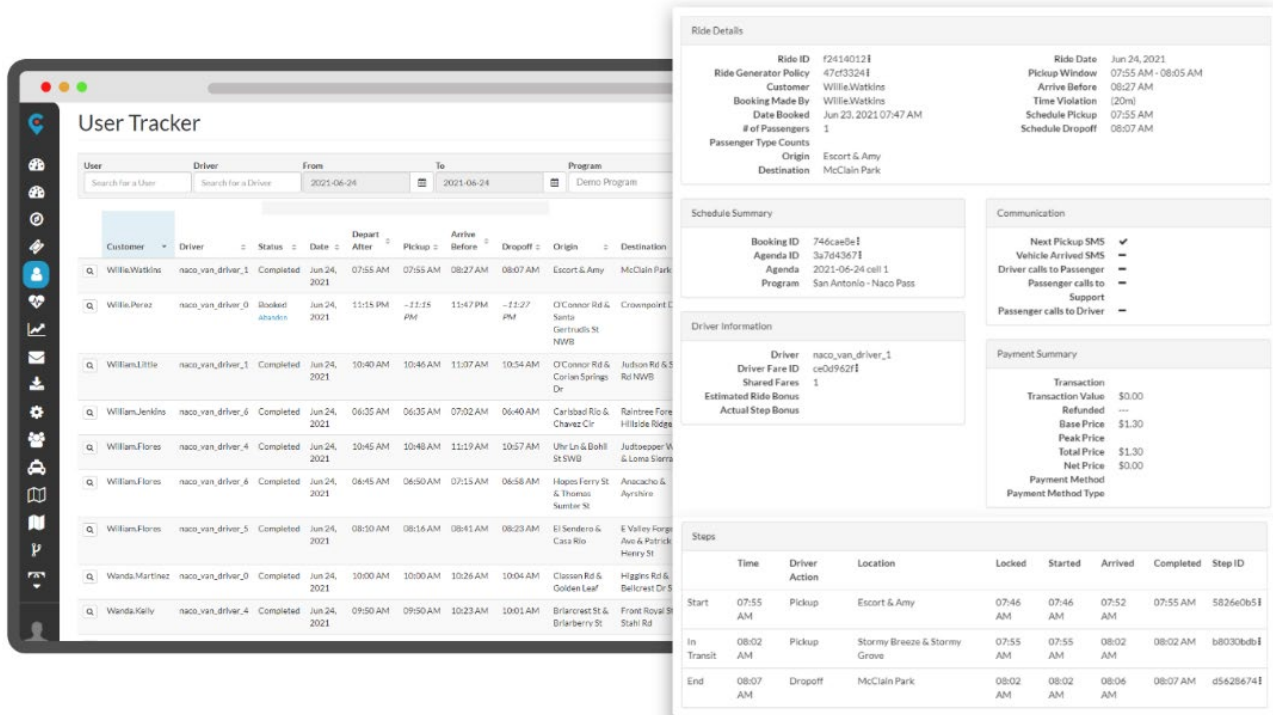 User Tracker
User Driver From To Program
Search for a User Search for a Driver 2021-06-24 2021-06-24 Demo Program
Customer Driver Status Date Depart After Pickup Arrive Before Dropoff Origin Destination
Willie.Watkins naco_van_driver_1 Completed Jun 24, 2021 07:55 AM 07:55 AM 08:27 AM 08:07 AM Escort & Amy McClain Park
Willie.Perez naco_van_driver_0 Booked Jun 24, 2021 11:15 PM ~11:15 PM 11:47 PM ~11:27 PM O'Connor Rd & Santa Gertrudis St NWB Crownpoint
Abandon
William.Little naco_van_driver_1 Completed Jun 24, 2021 10:40 AM 10:46 AM 11:07 AM 10:54 AM O'Connor Rd & Corian Springs Dr Judson Rd & S Rd NWB
William.Jenkins naco_van_driver_6 Completed Jun 24, 2021 06:35 AM 06:35 AM 07:02 AM 06:40 AM Carlsbad Rio & Chavez Cir Raintree Fore Hillside Ridge
William.Flores naco_van_driver_4 Completed Jun 24, 2021 10:45 AM 10:48 AM 11:19 AM 10:57 AM Uhr Ln & Bohll St SWB Judtoepper W & Loma Sierra
William.Flores naco_van_driver_6 Completed Jun 24, 2021 06:45 AM 06:50 AM 07:15 AM 06:58 AM Hopes Ferry St & Thomas Sumter St Anacacho & Ayrshire
William.Flores naco_van_driver_5 Completed Jun 24, 2021 08:10 AM 08:16 AM 08:41 AM 08:23 AM El Sendero & Casa Rio E Valley Forge Ave & Patrick Henry St
Wanda.Martinez naco_van_driver_0 Completed Jun 24, 2021 10:00 AM 10:00 AM 10:26 AM 10:04 AM Classen Rd & Golden Leaf Higgins Rd & Bellcrest Dr S
Wanda.Kelly naco_van_driver_4 Completed Jun 24, 2021 09:50 AM 09:50 AM 10:23 AM 10:01 AM Briarcrest St & Briarberry St Front Royal St Stahl Rd
Ride Details
Ride ID f2414012
Ride Generator Policy 47cf3324
Customer Willie.Watkins
Booking Made By Willie.Watkins
Date Booked Jun 23, 2021 07:47 AM
# of Passengers 1
Passenger Type Counts
Origin Escort & Amy
Destination McClain Park
Ride Date Jun 24, 2021
Pickup Window 07:55 AM - 08:05 AM
Arrive Before 08:27 AM
Time Violation (20m)
Schedule Pickup 07:55 AM
Schedule Dropoff 08:07 AM
Schedule Summary
Booking ID 746cae8e
Agenda ID 3a7d4367
Agenda 2021-06-24 cell 1
Program San Antonio - Naco Pass
Driver Information
Driver naco_van_driver_1
Driver Fare ID ce0d962f
Shared Fares 1
Estimated Ride Bonus
Actual Step Bonus
Communication
Next Pickup SMS ✔
Vehicle Arrived SMS –
Driver calls to Passenger –
Passenger calls to Support –
Passenger calls to Driver –
Payment Summary
Transaction
Transaction Value $0.00
Refunded ---
Base Price $1.30
Peak Price
Total Price $1.30
Net Price $0.00
Payment Method
Payment Method Type
Steps
Time Driver Action Location Locked Started Arrived Completed Step ID
Start 07:55 AM Pickup Escort & Amy 07:46 AM 07:46 AM 07:52 AM 07:55 AM 5826e0b5
In Transit 08:02 AM Pickup Stormy Breeze & Stormy Grove 07:55 AM 07:55 AM 08:02 AM 08:02 AM b8030bdb
End 08:07 AM Dropoff McClain Park 08:02 AM 08:02 AM 08:06 AM 08:07 AM d5628674